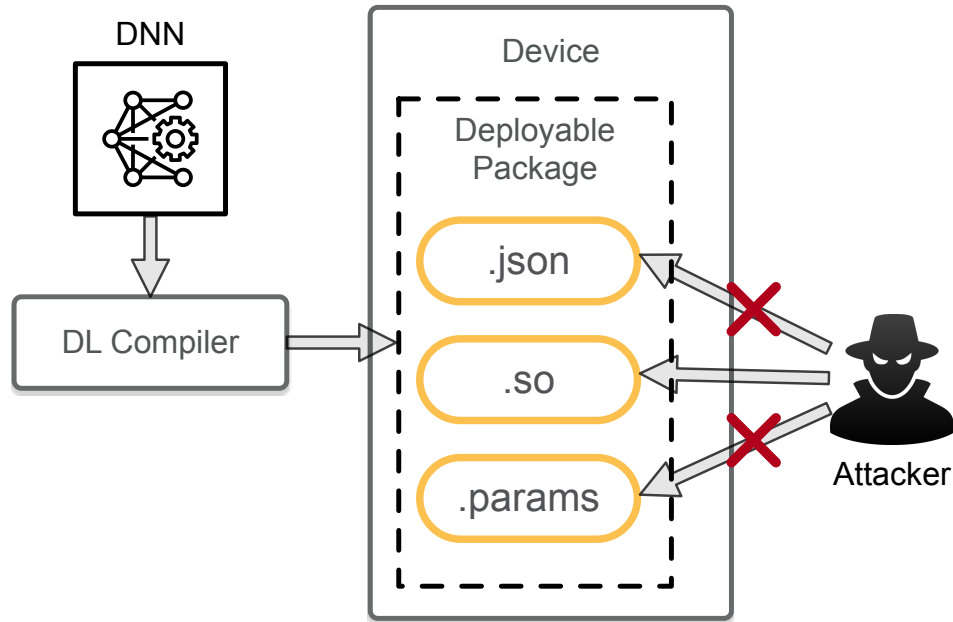 DNN
DL Compiler
Device
Deployable
Package
.json
.so
.params
Attacker